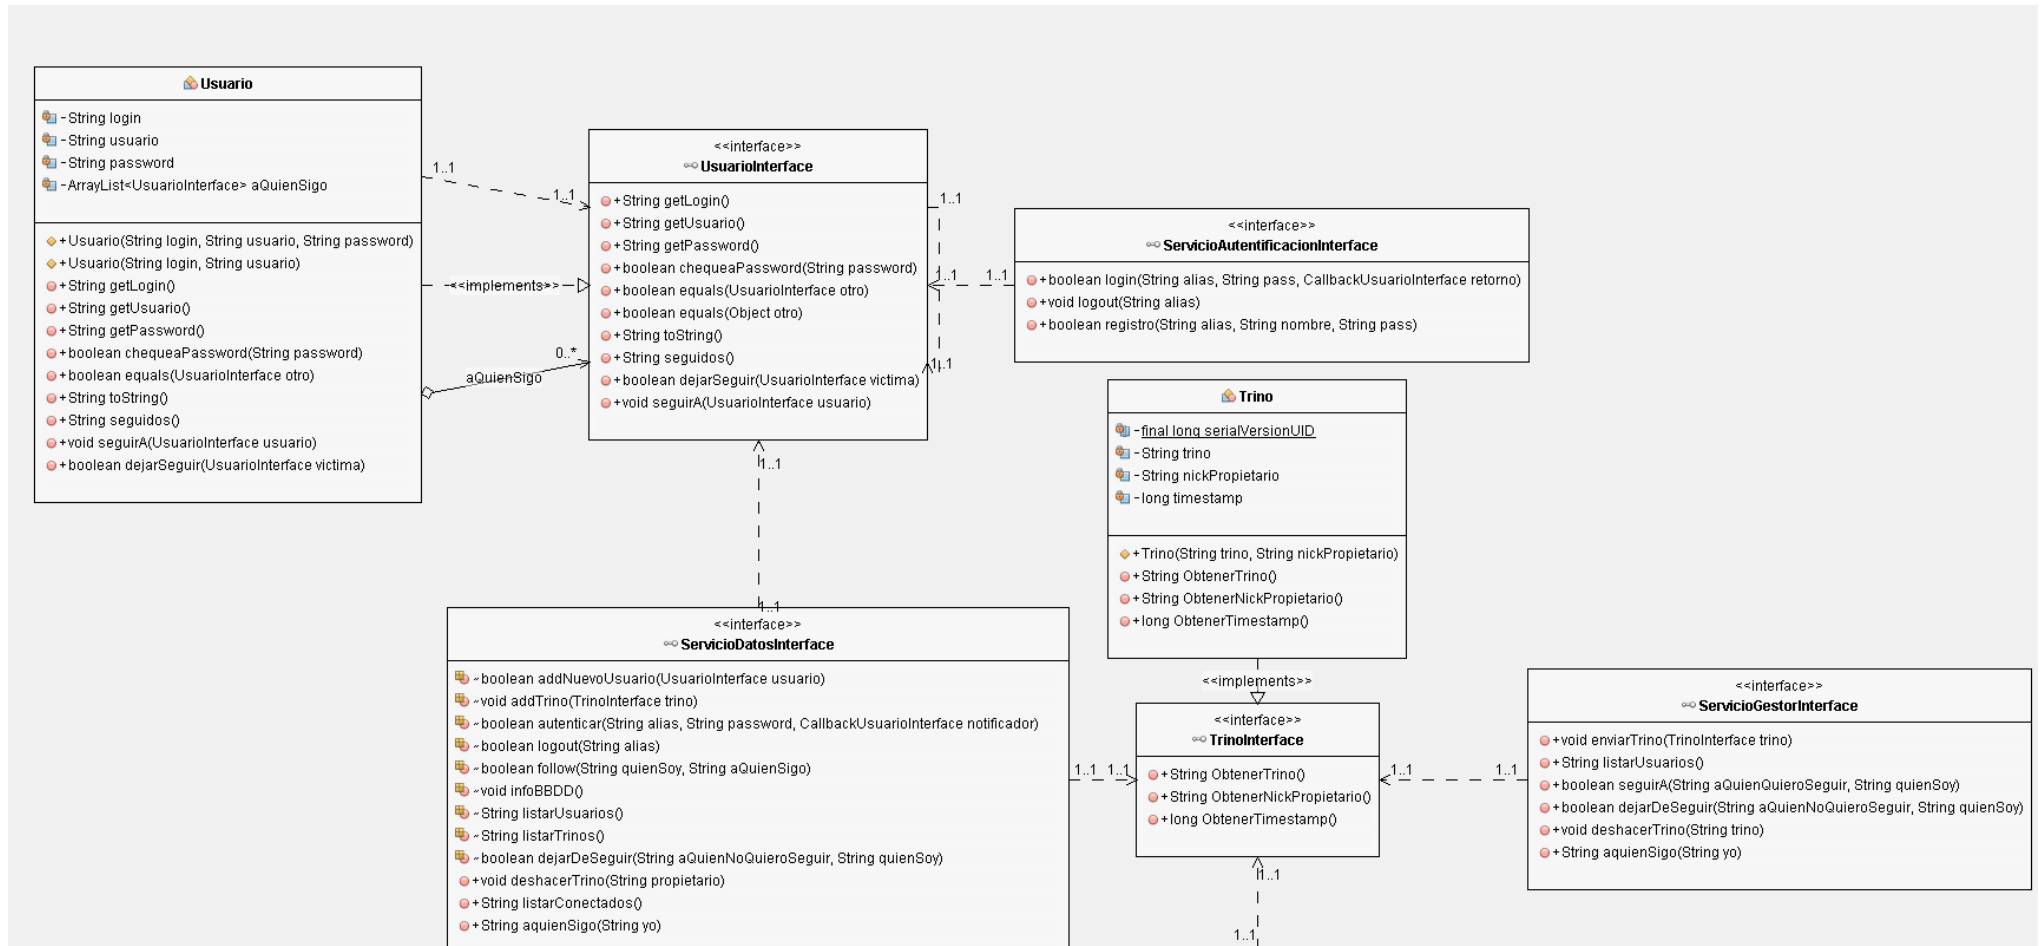 Usuario
-String login
-String usuario
-String password
-ArrayList<UsuarioInterface> aQuienSigo
+Usuario(String login, String usuario, String password)
+Usuario(String login, String usuario)
+String getLogin()
+String getUsuario()
+String getPassword()
+boolean chequeaPassword(String password)
+boolean equals(UsuarioInterface otro)
+String toString()
+String seguidos()
+void seguirA(UsuarioInterface usuario)
+boolean dejarSeguir(UsuarioInterface victima)
1..1
1..1
<<implements>>
0..*
aQuienSigo
<<interface>>
UsuarioInterface
+String getLogin()
+String getUsuario()
+String getPassword()
+boolean chequeaPassword(String password)
+boolean equals(UsuarioInterface otro)
+boolean equals(Object otro)
+String toString()
+String seguidos()
+boolean dejarSeguir(UsuarioInterface victima)
+void seguirA(UsuarioInterface usuario)
1..1
1..1
1..1
1..1
<<interface>>
ServicioAutentificacionInterface
+boolean login(String alias, String pass, CallbackUsuarioInterface retorno)
+void logout(String alias)
+boolean registro(String alias, String nombre, String pass)
Trino
-final long serialVersionUID
-String trino
-String nickPropietario
-long timestamp
+Trino(String trino, String nickPropietario)
+String ObtenerTrino()
+String ObtenerNickPropietario()
+long ObtenerTimestamp()
<<implements>>
1..1
1..1
<<interface>>
ServicioDatosInterface
~boolean addNuevoUsuario(UsuarioInterface usuario)
~void addTrino(TrinoInterface trino)
~boolean autenticar(String alias, String password, CallbackUsuarioInterface notificador)
~boolean logout(String alias)
~boolean follow(String quienSoy, String aQuienSigo)
~void infoBBDD()
~String listarUsuarios()
~String listarTrinos()
~boolean dejarDeSeguir(String aQuienNoQuieroSeguir, String quienSoy)
+void deshacerTrino(String propietario)
+String listarConectados()
+String aquienSigo(String yo)
1..1
1..1
<<interface>>
TrinoInterface
+String ObtenerTrino()
+String ObtenerNickPropietario()
+long ObtenerTimestamp()
1..1
1..1
1..1
1..1
<<interface>>
ServicioGestorInterface
+void enviarTrino(TrinoInterface trino)
+String listarUsuarios()
+boolean seguirA(String aQuienQuieroSeguir, String quienSoy)
+boolean dejarDeSeguir(String aQuienNoQuieroSeguir, String quienSoy)
+void deshacerTrino(String trino)
+String aquienSigo(String yo)